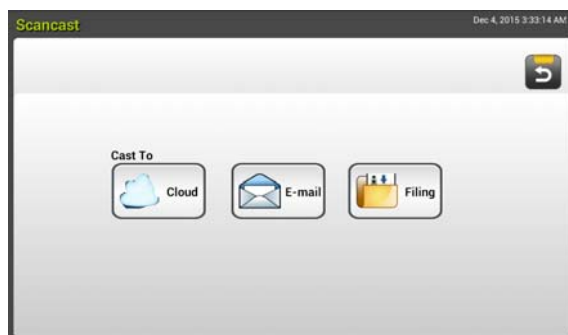 Scancast
Dec 4, 2015 3:33:14 AM
Cast To
Cloud
E-mail
Filing